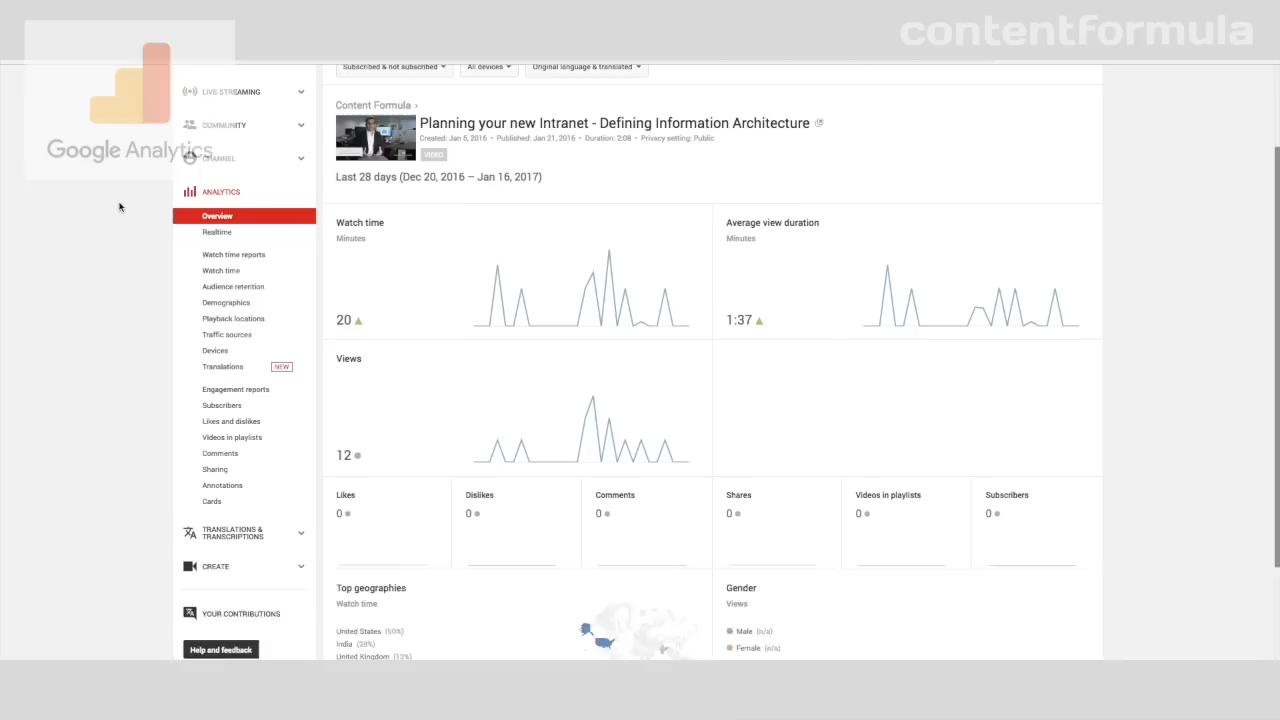 contentformula
Google Analytics
Subscribed & not subscribed
All devices
Original language & translated
LIVE STREAMING
COMMUNITY
CHANNEL
ANALYTICS
Overview
Realtime
Watch time reports
Watch time
Audience retention
Demographics
Playback locations
Traffic sources
Devices
Translations NEW
Engagement reports
Subscribers
Likes and dislikes
Videos in playlists
Comments
Sharing
Annotations
Cards
TRANSLATIONS &
TRANSCRIPTIONS
CREATE
YOUR CONTRIBUTIONS
Help and feedback
Content Formula ›
Planning your new Intranet - Defining Information Architecture
Created: Jan 5, 2016 • Published: Jan 21, 2016 • Duration: 2:08 • Privacy setting: Public
VIDEO
Last 28 days (Dec 20, 2016 – Jan 16, 2017)
Watch time
Minutes
20
Average view duration
Minutes
1:37
Views
12
Likes
0
Dislikes
0
Comments
0
Shares
0
Videos in playlists
0
Subscribers
0
Top geographies
Watch time
United States (50%)
India (28%)
United Kingdom (13%)
Gender
Views
Male (n/a)
Female (n/a)